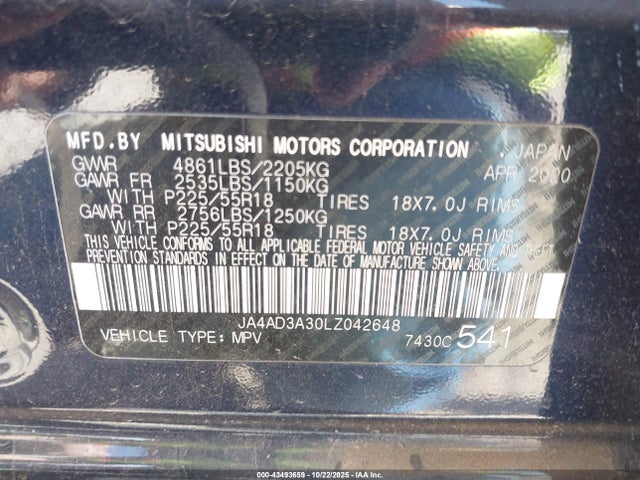 MFD.BY MITSUBISHI MOTORS CORPORATION . JAPAN
GVWR 4861LBS/2205KG APR 2020
GAWR FR 2535LBS/1150KG
WITH P225/55R18 TIRES 18X7.0J RIMS
GAWR RR 2756LBS/1250KG
WITH P225/55R18 TIRES 18X7.0J RIMS
THIS VEHICLE CONFORMS TO ALL APPLICABLE FEDERAL MOTOR VEHICLE SAFETY AND THEFT
PREVENTION STANDARDS IN EFFECT ON THE DATE OF MANUFACTURE SHOWN ABOVE.
JA4AD3A30LZ042648
VEHICLE TYPE: MPV 7430C 541
Copart 43493659 | 10/22/2025 | © IAA Inc.